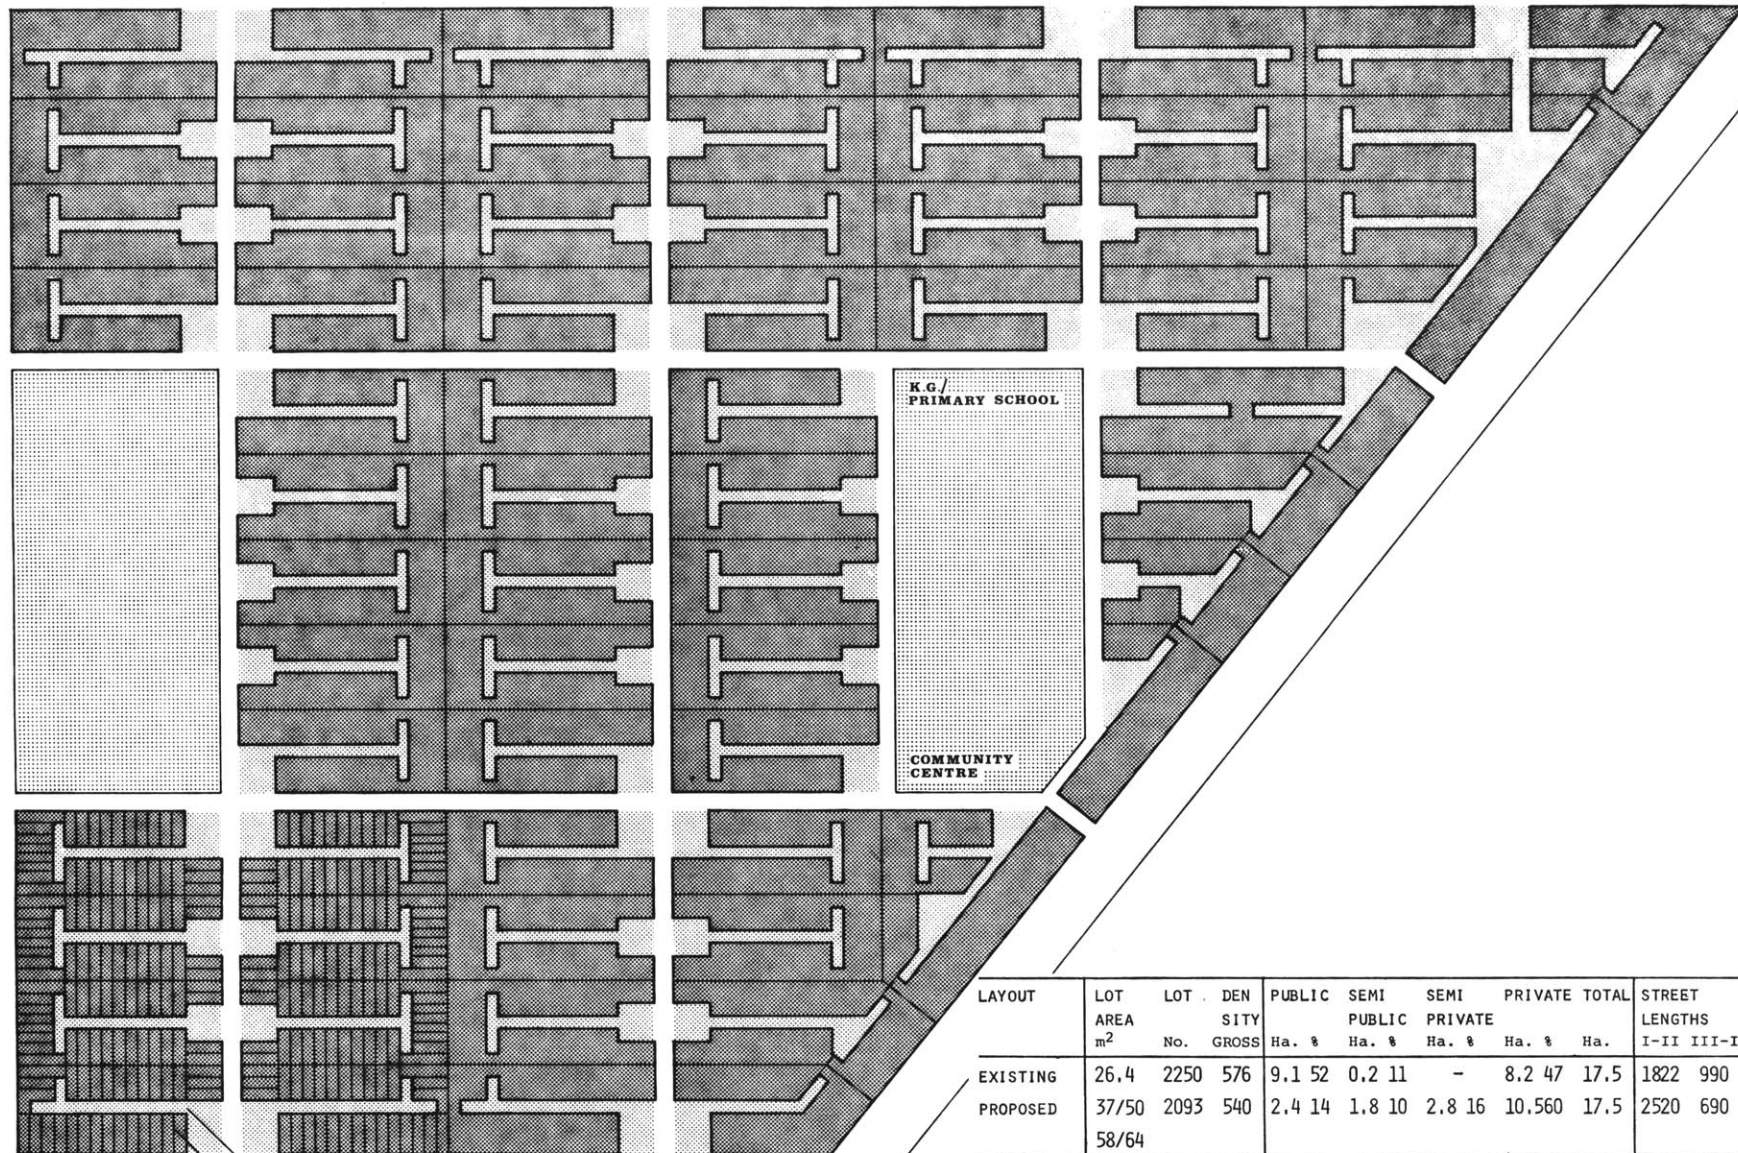 K.G./
PRIMARY SCHOOL
COMMUNITY
CENTRE
LAYOUT LOT LOT DEN PUBLIC SEMI SEMI PRIVATE TOTAL STREET
AREA SITY PUBLIC PRIVATE LENGTHS
m² No. GROSS Ha. % Ha. % Ha. % Ha. % Ha. I-II III-I
EXISTING 26.4 2250 576 9.1 52 0.2 11 - 8.2 47 17.5 1822 990
PROPOSED 37/50 2093 540 2.4 14 1.8 10 2.8 16 10.560 17.5 2520 690
58/64